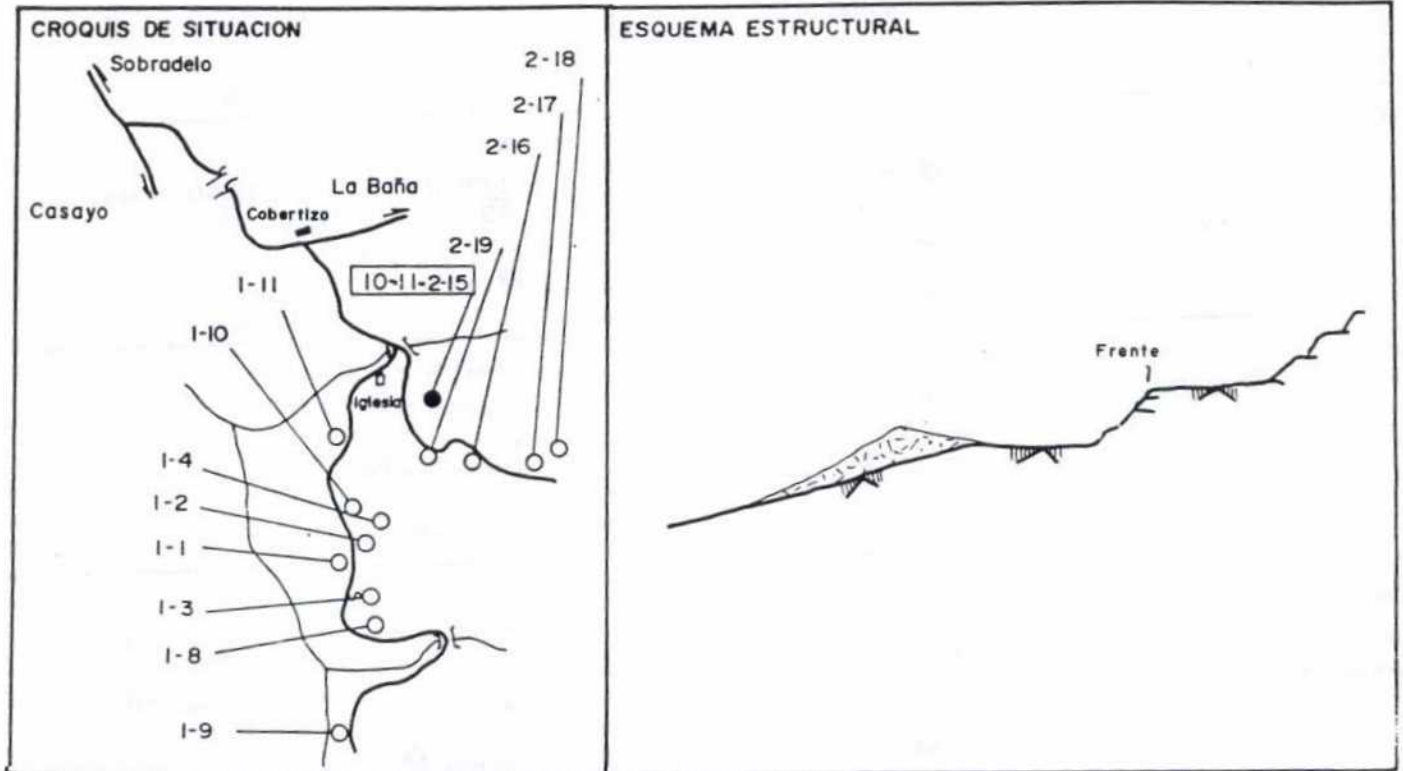 CROQUIS DE SITUACION
Sobradelo
2-18
2-17
2-16
La Baña
Casayo
Cobertizo
2-19
1-11
10-11-2-15
1-10
Iglesia
1-4
1-2
1-1
1-3
1-8
1-9
ESQUEMA ESTRUCTURAL
Frente